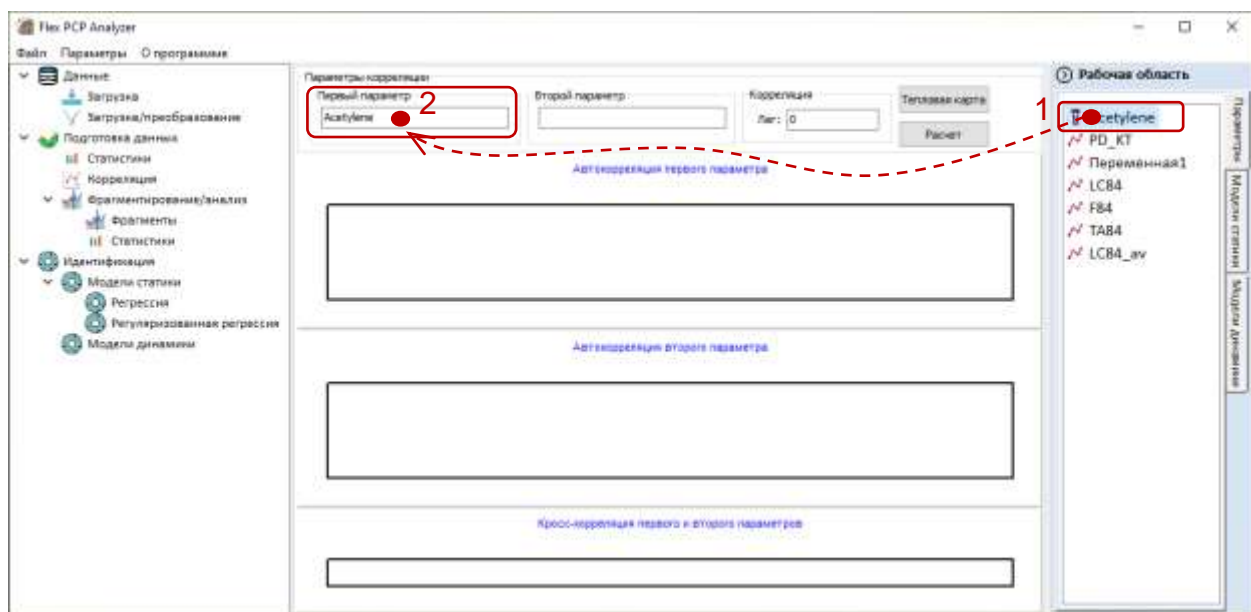 Flex PCP Analyzer
Файл Параметры О программе
Данные
Загрузка
Загрузка/преобразование
Подготовка данных
Статистики
Корреляция
Фрагментирование/анализ
Фрагменты
Статистики
Идентификация
Модели статики
Регрессия
Регуляризованная регрессия
Модели динамики
Параметры корреляции
Первый параметр
Acetylene
2
Второй параметр
Корреляция
Лаг: 0
Тепловая карта
Расчет
Автокорреляция первого параметра
Автокорреляция второго параметра
Кросс-корреляция первого и второго параметров
Рабочая область
1
Acetylene
PD_KT
Переменная1
LC84
F84
TA84
LC84_av
Параметры
Модели статики
Модели динамики